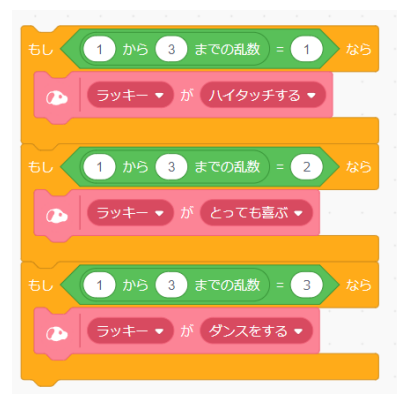 もし 1 から 3 までの乱数 = 1 なら
ラッキー が ハイタッチする
もし 1 から 3 までの乱数 = 2 なら
ラッキー が とっても喜ぶ
もし 1 から 3 までの乱数 = 3 なら
ラッキー が ダンスをする